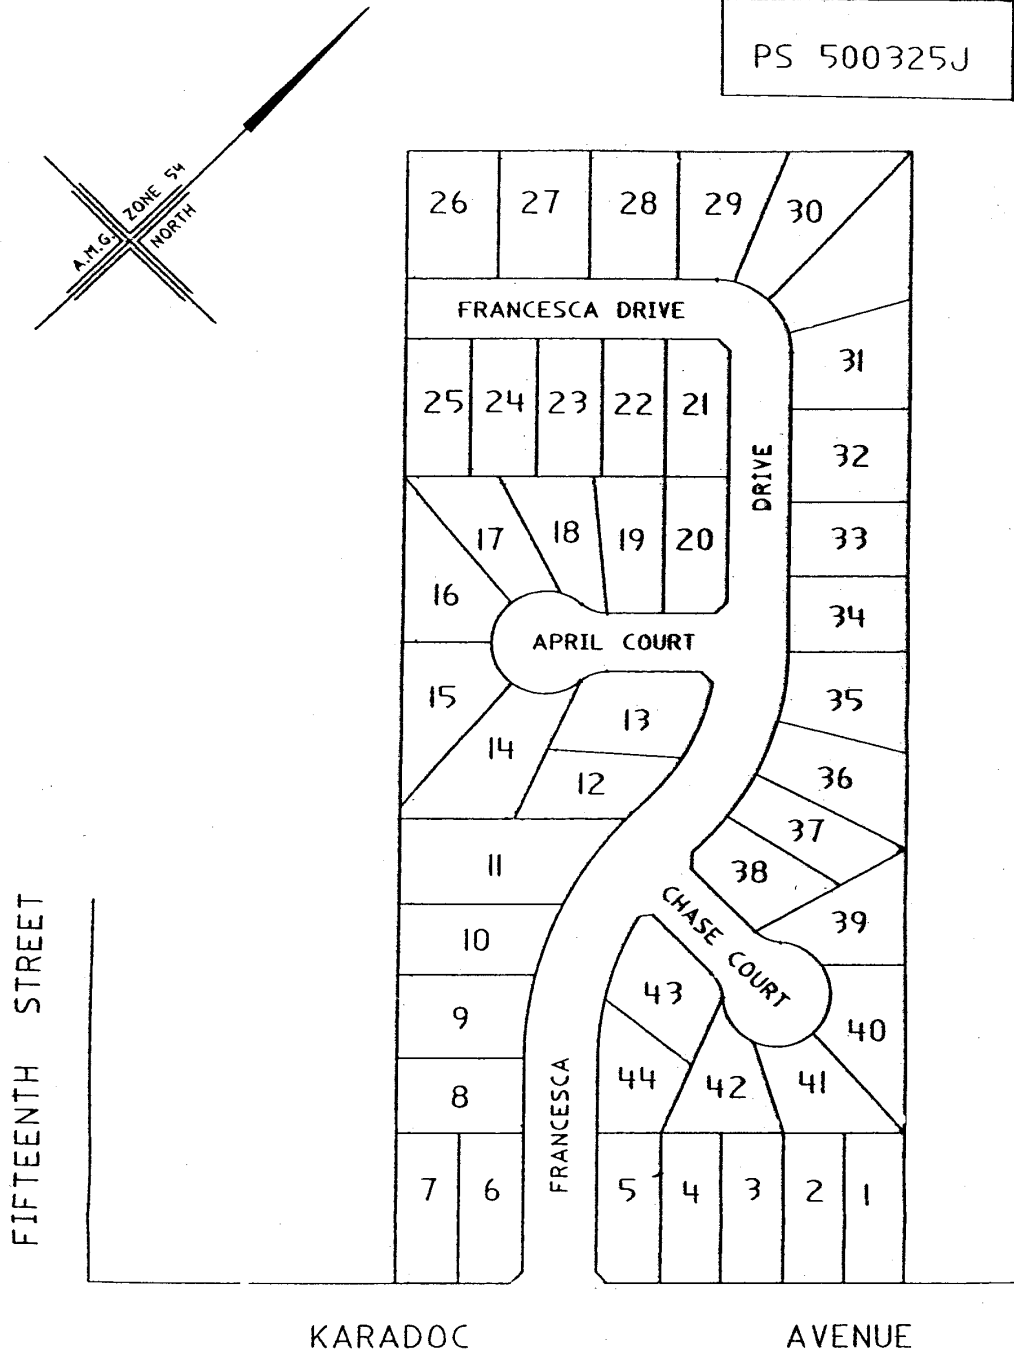 PS 500325J
ZONE 54
A.M.G.
NORTH
26 27 28 29 30
FRANCESCA DRIVE
31
25 24 23 22 21
32
DRIVE
17 18 19 20 33
16 34
APRIL COURT
15 13 35
14 12 36
37
11 38
CHASE COURT
39
10
43
9 40
44 42 41
8
FRANCESCA
7 6 5 4 3 2 1
FIFTEENTH STREET
KARADOC AVENUE